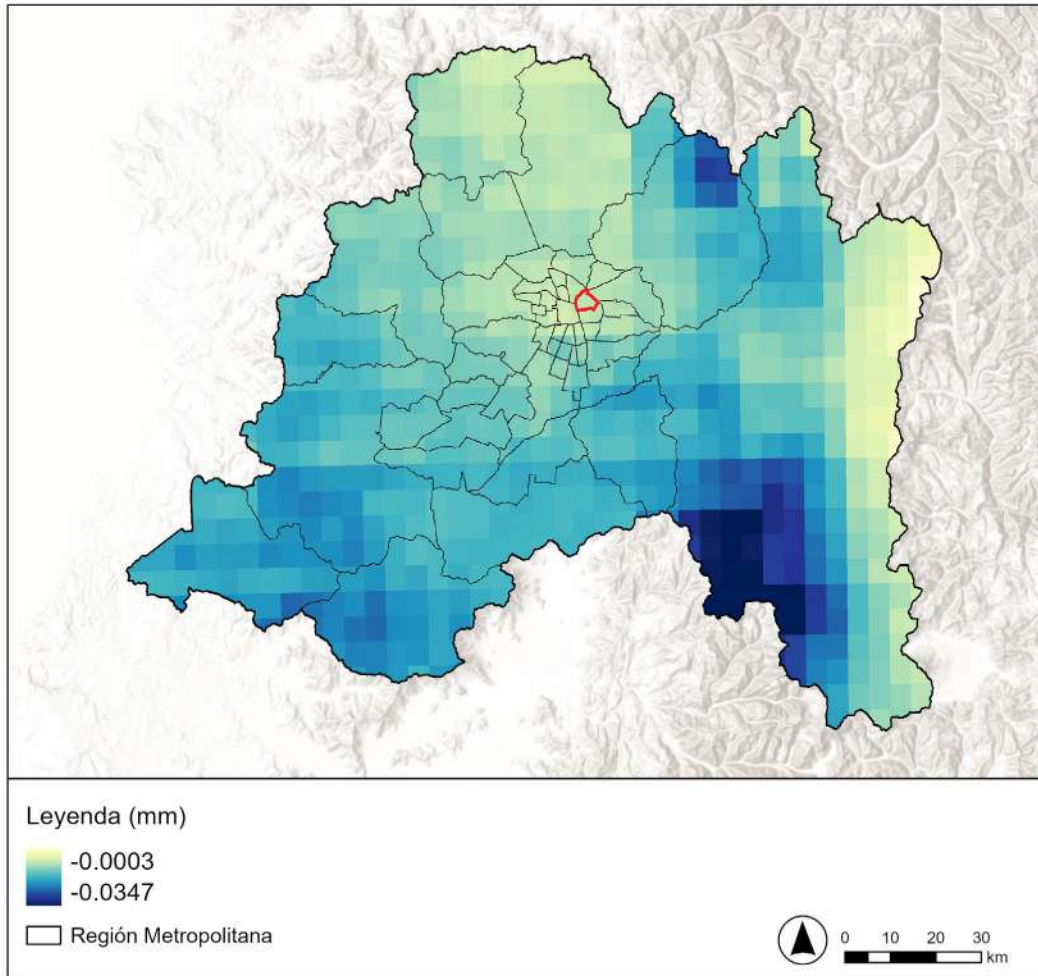 Leyenda (mm)
-0.0003
-0.0347
Región Metropolitana
0 10 20 30
km